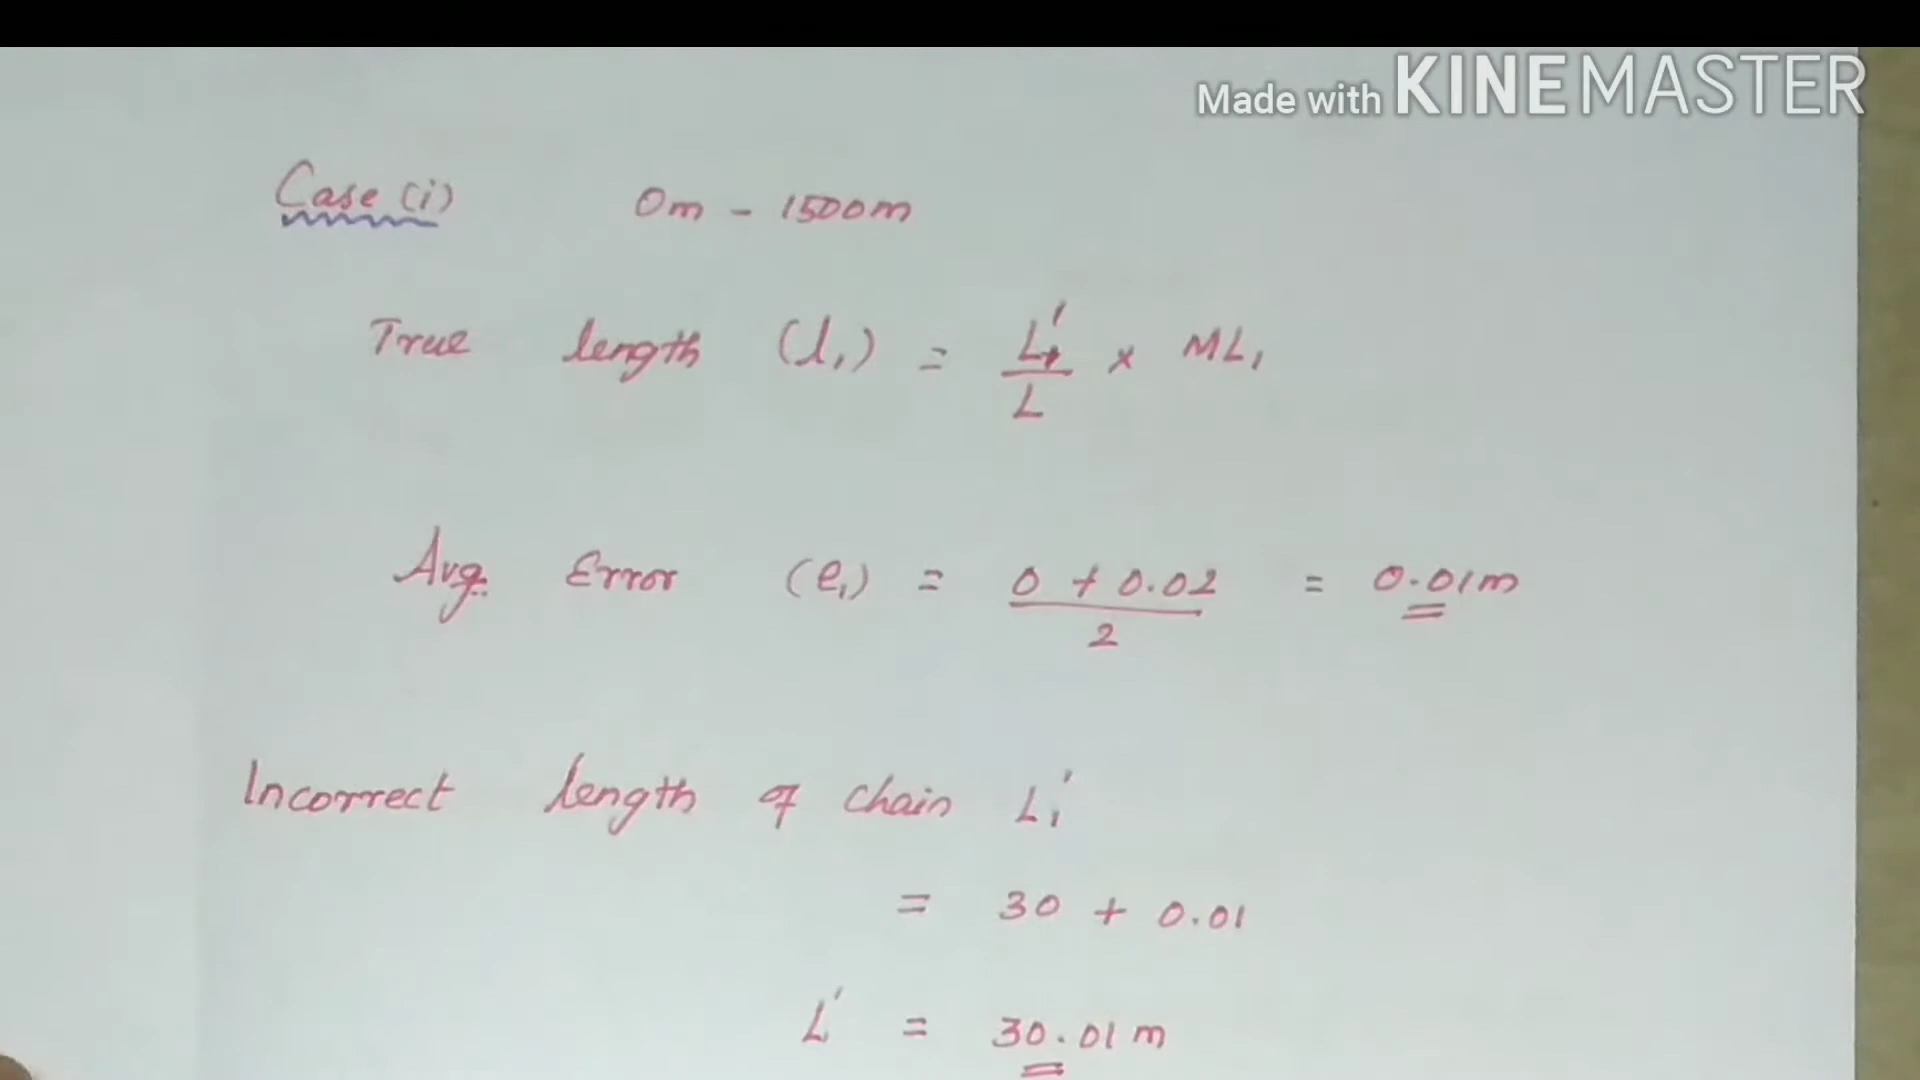 Made with KINEMASTER
Case (i) 0m - 1500m
True length (l₁) = L₁'/L × ML₁
Avg. Error (e₁) = 0 + 0.02/2 = 0.01m
Incorrect length of chain L₁'
= 30 + 0.01
L' = 30.01 m